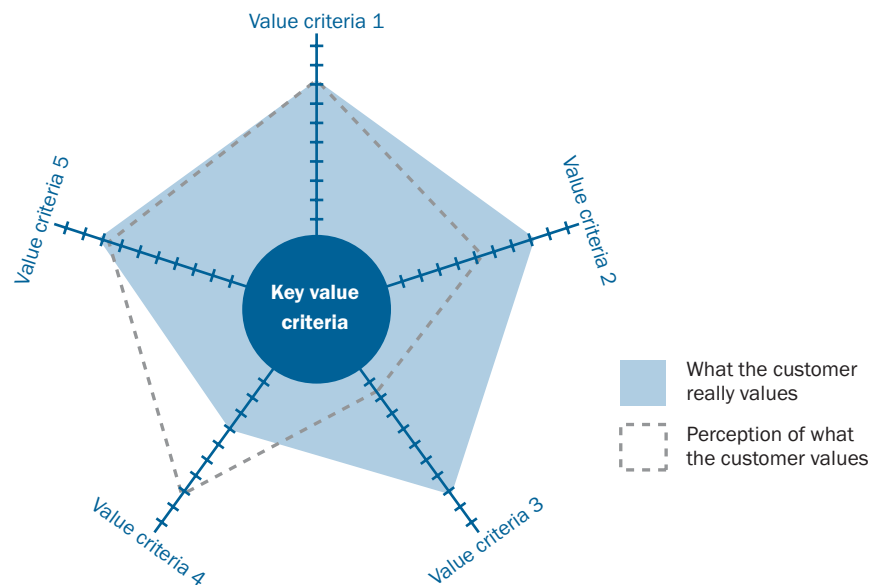 Value criteria 1
Value criteria 5
Value criteria 2
Key value
criteria
What the customer
really values
Perception of what
the customer values
Value criteria 4
Value criteria 3